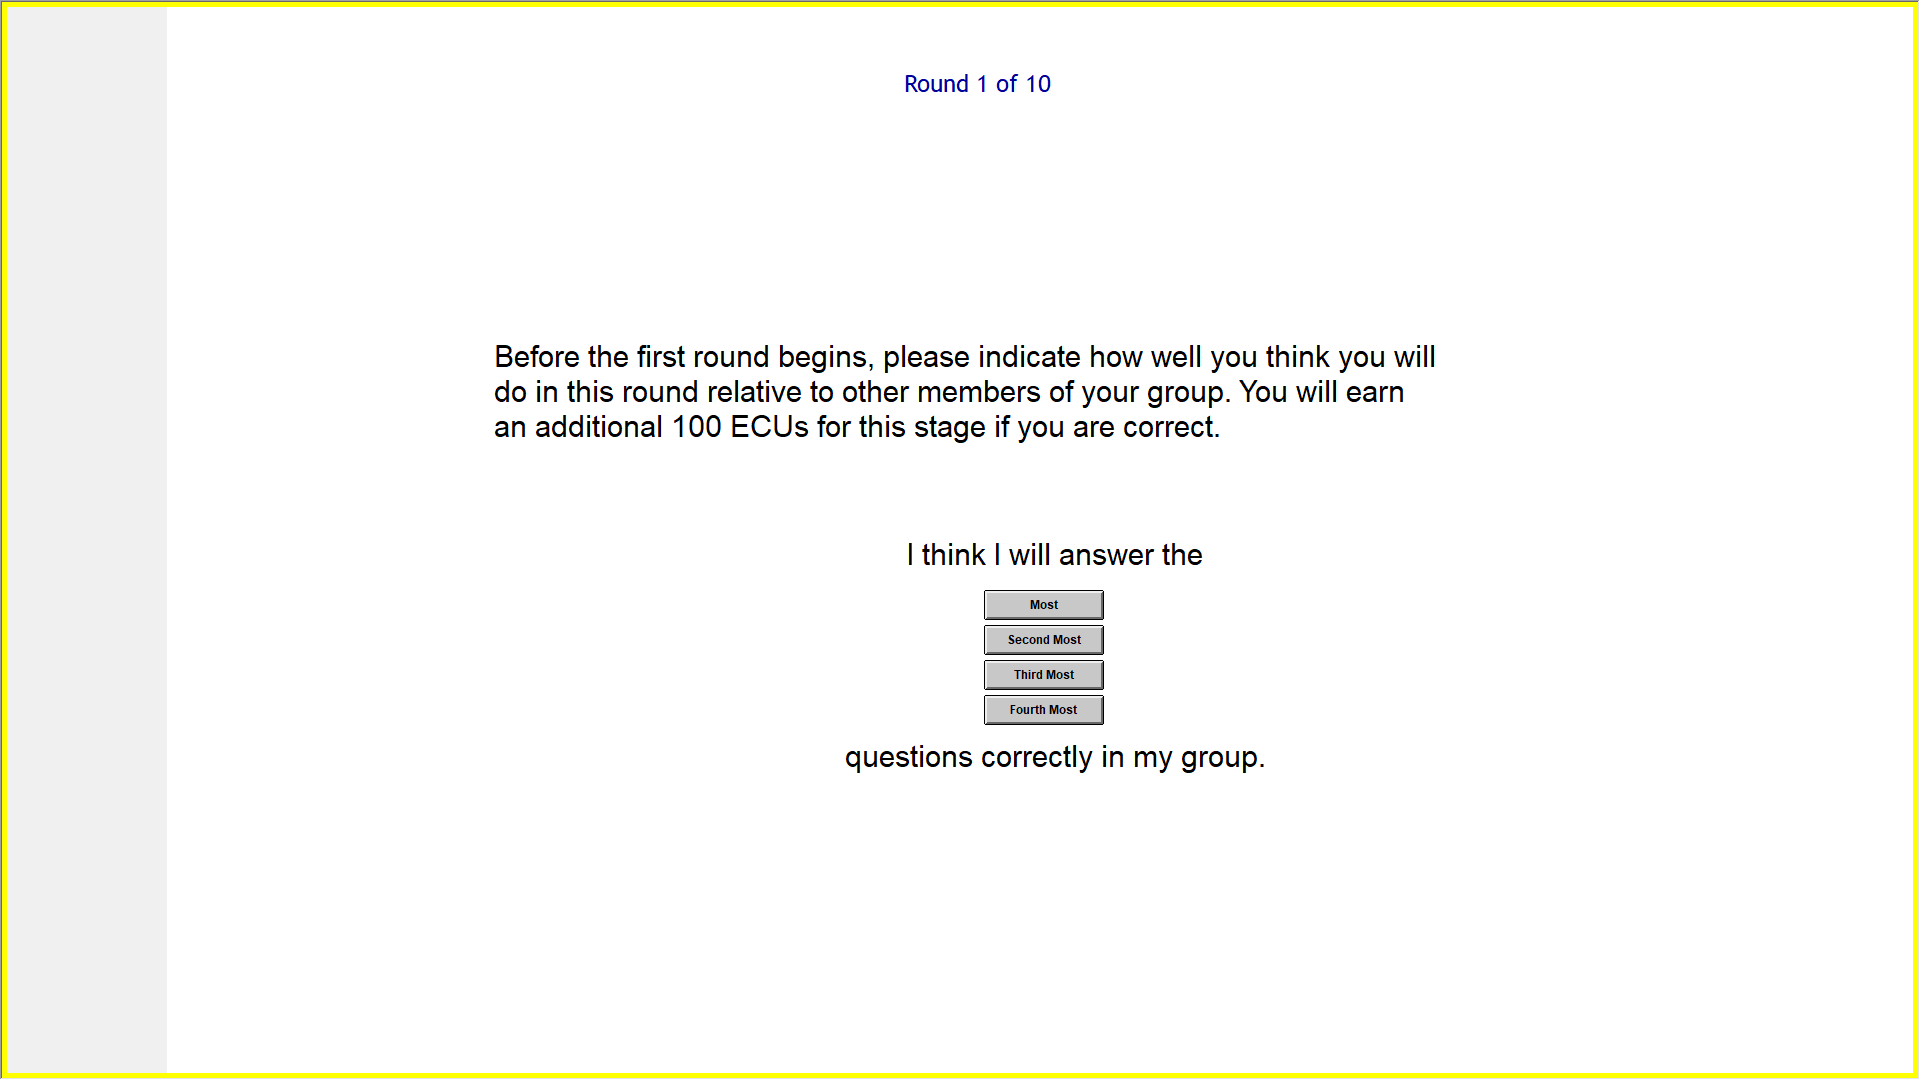 Round 1 of 10
Before the first round begins, please indicate how well you think you will
do in this round relative to other members of your group. You will earn
an additional 100 ECUs for this stage if you are correct.
I think I will answer the
Most
Second Most
Third Most
Fourth Most
questions correctly in my group.